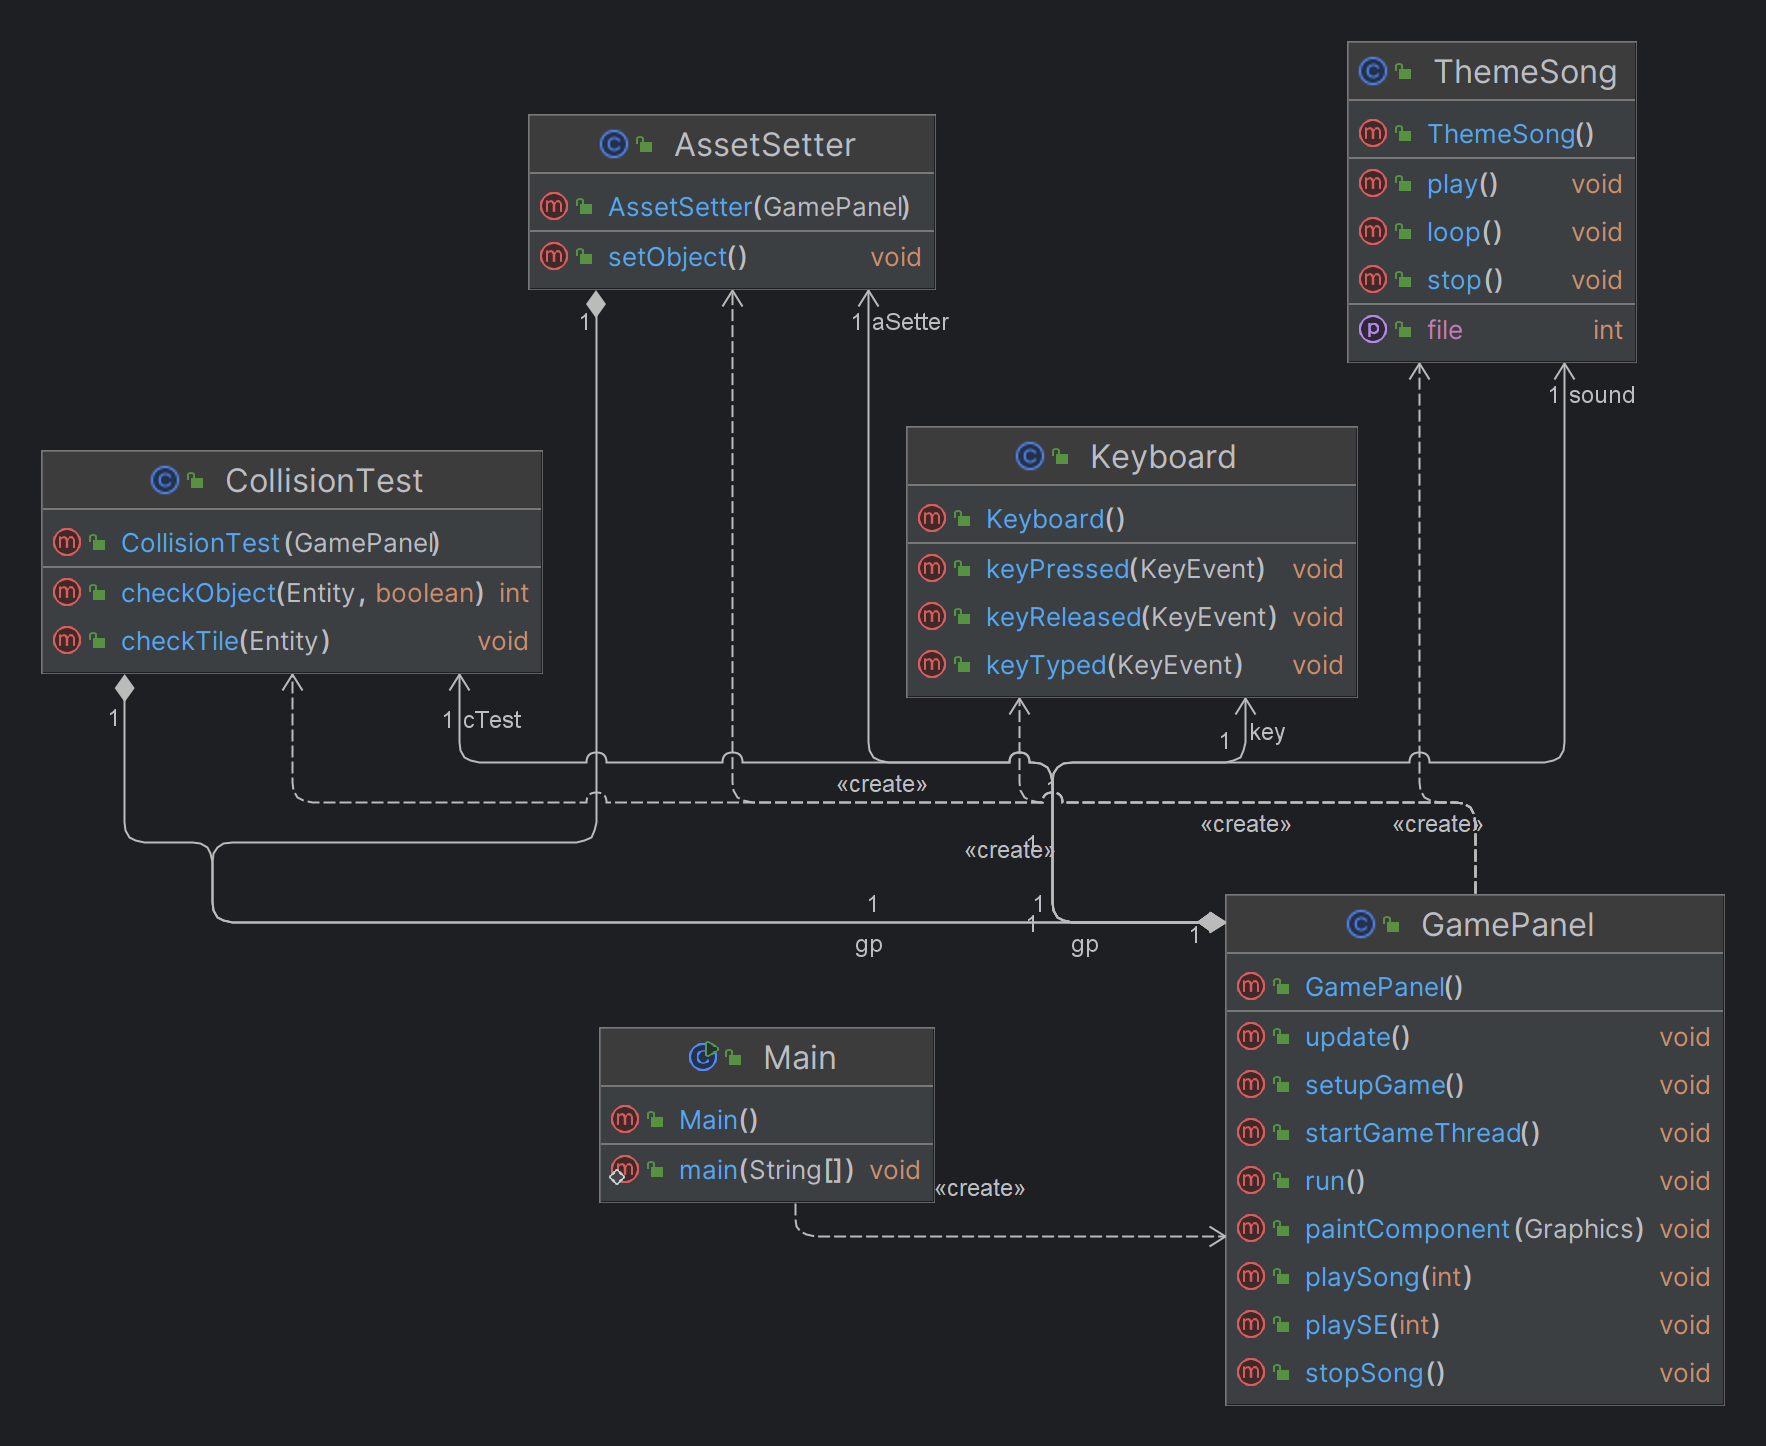 ThemeSong
ThemeSong()
play() void
loop() void
stop() void
file int
1 sound
AssetSetter
AssetSetter(GamePanel)
setObject() void
1
1 aSetter
CollisionTest
CollisionTest(GamePanel)
checkObject(Entity, boolean) int
checkTile(Entity) void
1
1 cTest
Keyboard
Keyboard()
keyPressed(KeyEvent) void
keyReleased(KeyEvent) void
keyTyped(KeyEvent) void
1 key
«create»
«create»
«create»
«create»
1
1
1
1
1
gp
gp
GamePanel
GamePanel()
update() void
setupGame() void
startGameThread() void
run() void
paintComponent(Graphics) void
playSong(int) void
playSE(int) void
stopSong() void
Main
Main()
main(String[]) void
«create»